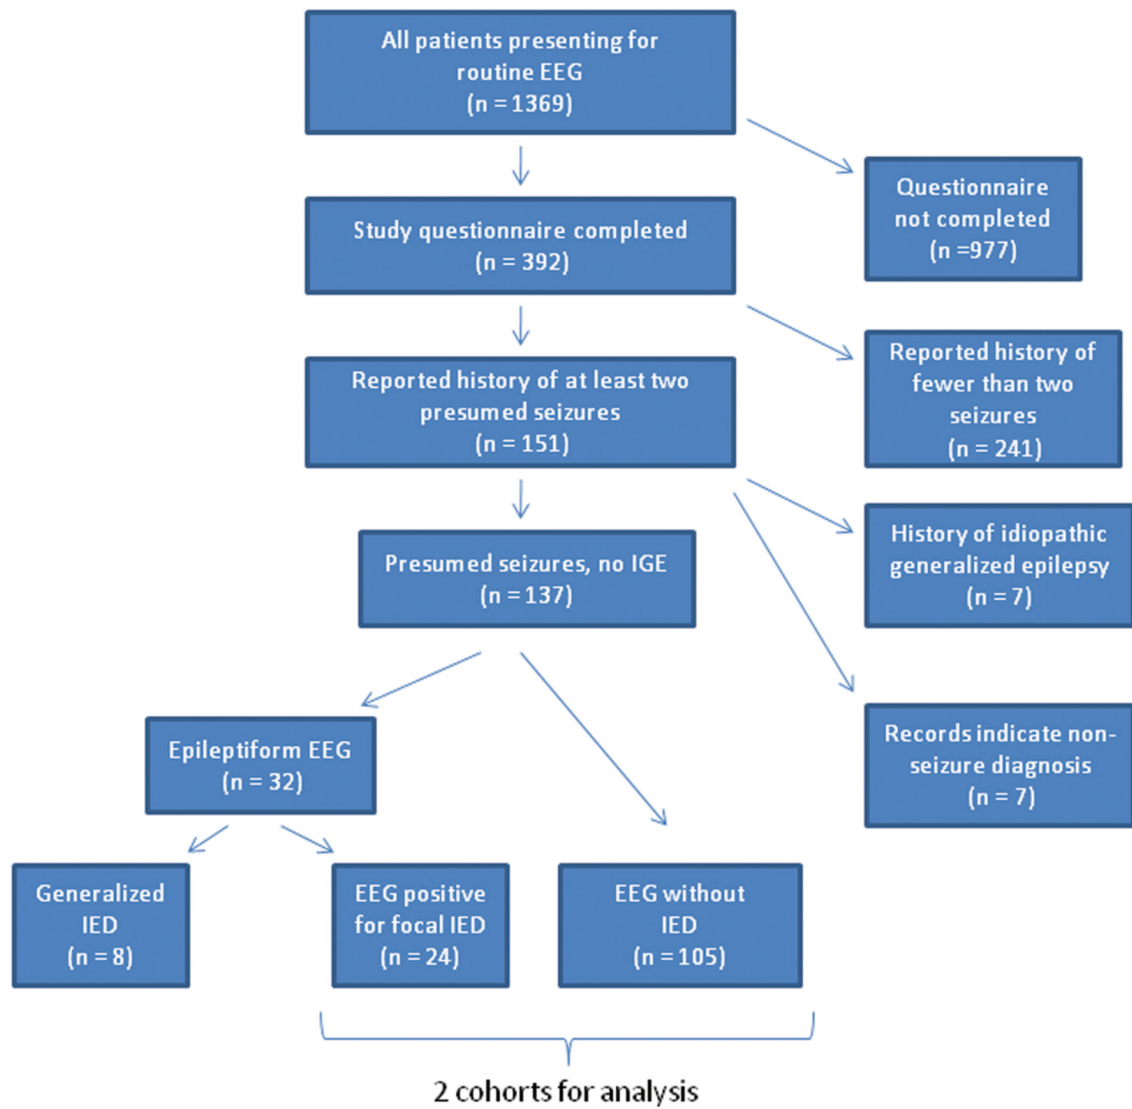 All patients presenting for
routine EEG
(n = 1369)
Questionnaire
not completed
(n =977)
Study questionnaire completed
(n = 392)
Reported history of
fewer than two
seizures
(n = 241)
Reported history of at least two
presumed seizures
(n = 151)
History of idiopathic
generalized epilepsy
(n = 7)
Presumed seizures, no IGE
(n = 137)
Records indicate non-
seizure diagnosis
(n = 7)
Epileptiform EEG
(n = 32)
Generalized
IED
(n = 8)
EEG positive
for focal IED
(n = 24)
EEG without
IED
(n = 105)
2 cohorts for analysis